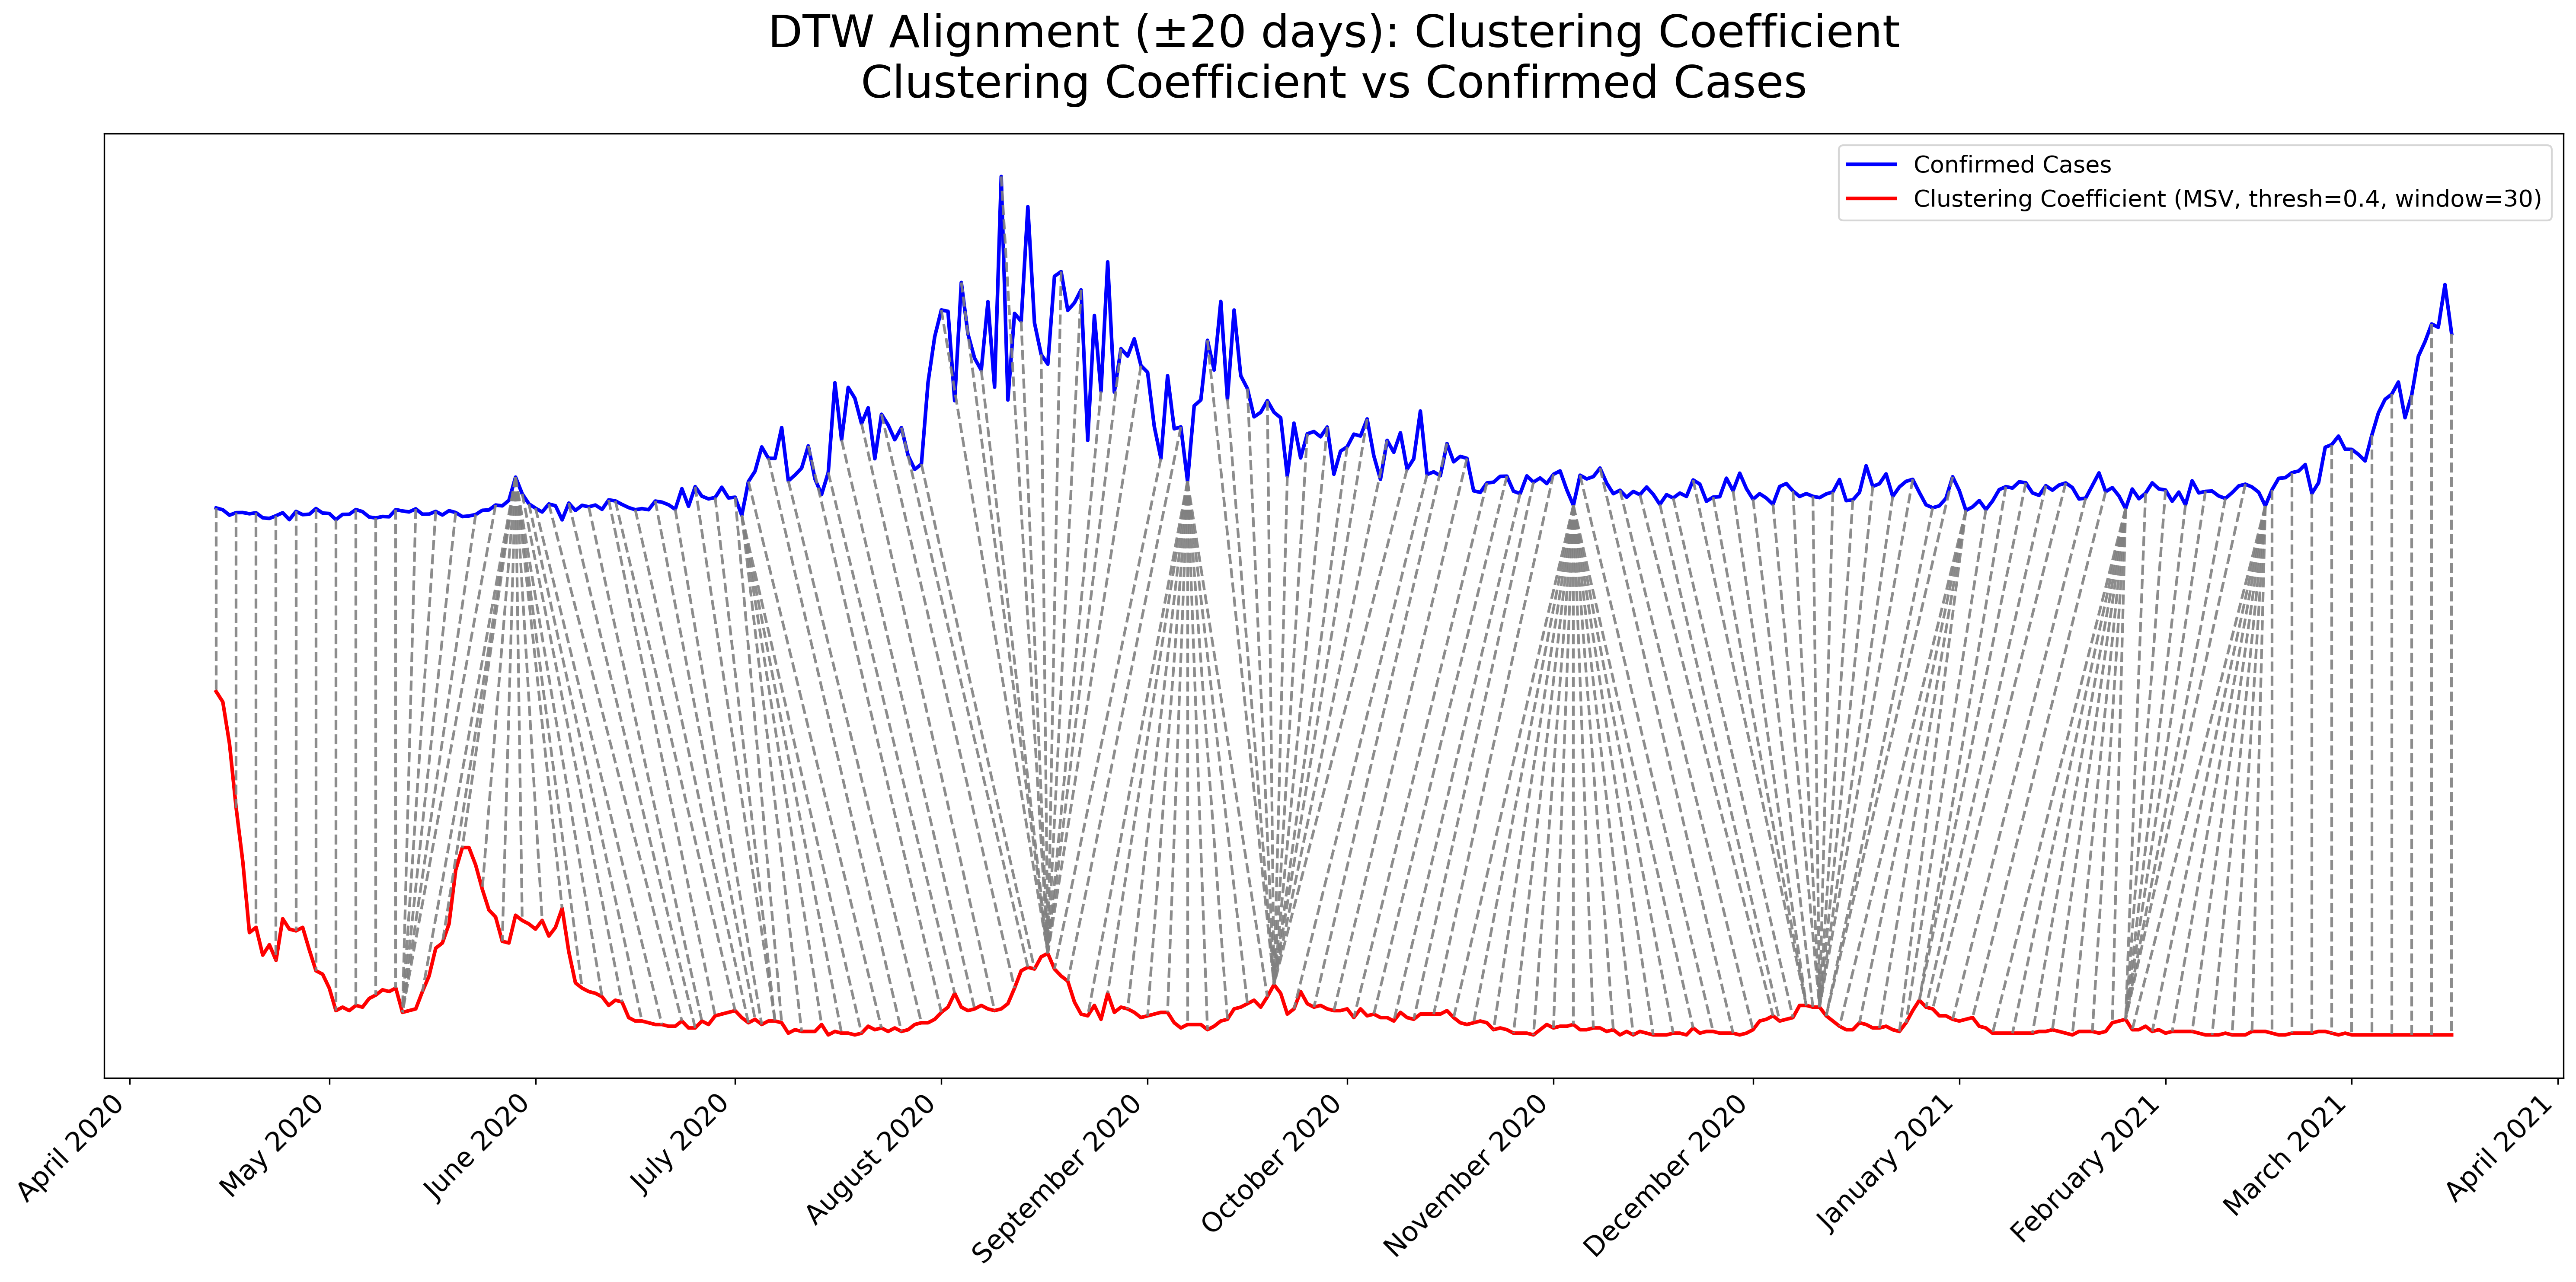 DTW Alignment (±20 days): Clustering Coefficient
Clustering Coefficient vs Confirmed Cases
Confirmed Cases
Clustering Coefficient (MSV, thresh=0.4, window=30)
April 2020
May 2020
June 2020
July 2020
August 2020
September 2020
October 2020
November 2020
December 2020
January 2021
February 2021
March 2021
April 2021